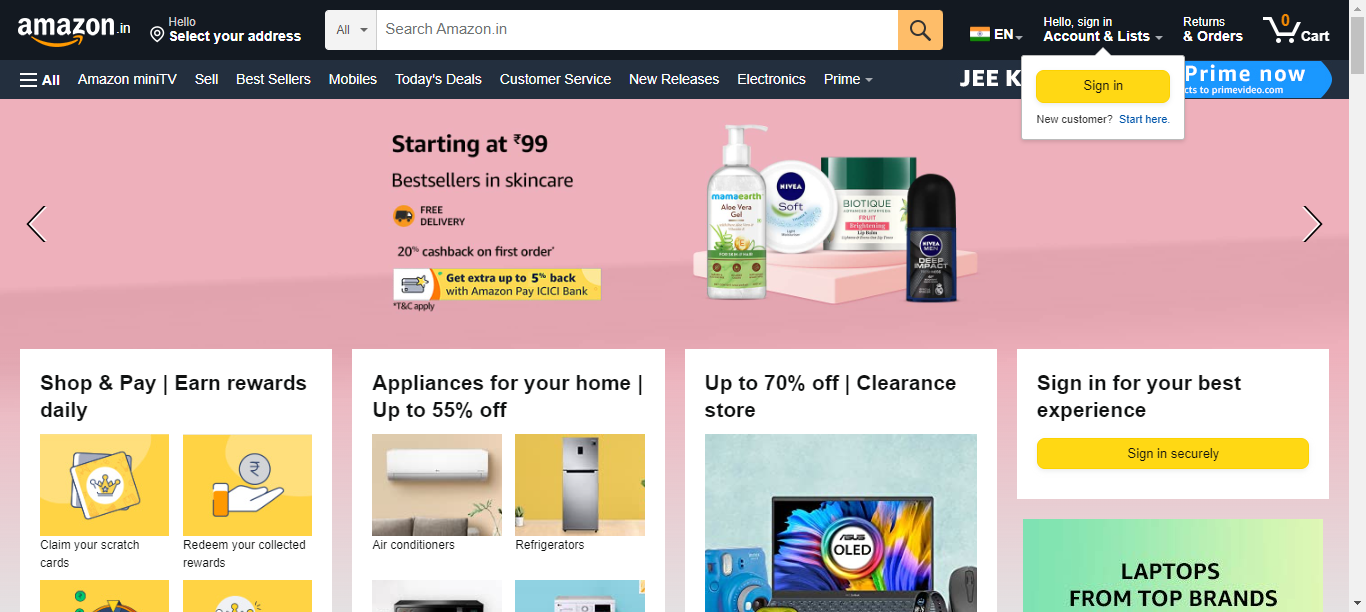 amazon.in
Hello
Select your address
All
Search Amazon.in
EN
Hello, sign in
Account & Lists
Returns
& Orders
0
Cart
All
Amazon miniTV
Sell
Best Sellers
Mobiles
Today's Deals
Customer Service
New Releases
Electronics
Prime
JEE K
Prime now
cts to primevideo.com
Sign in
New customer? Start here.
Starting at ₹99
Bestsellers in skincare
FREE
DELIVERY
20% cashback on first order*
Get extra up to 5% back
with Amazon Pay ICICI Bank
*T&C apply
mamaearth
Aloe Vera
Gel
FOR SKIN & HAIR
NIVEA
Soft
BIOTIQUE
FRUIT
Brightening
Lip Balm
NIVEA
MEN
DEEP
IMPACT
Shop & Pay | Earn rewards
daily
Claim your scratch
cards
Redeem your collected
rewards
Appliances for your home |
Up to 55% off
Air conditioners
Refrigerators
Up to 70% off | Clearance
store
ASUS
OLED
Sign in for your best
experience
Sign in securely
LAPTOPS
FROM TOP BRANDS